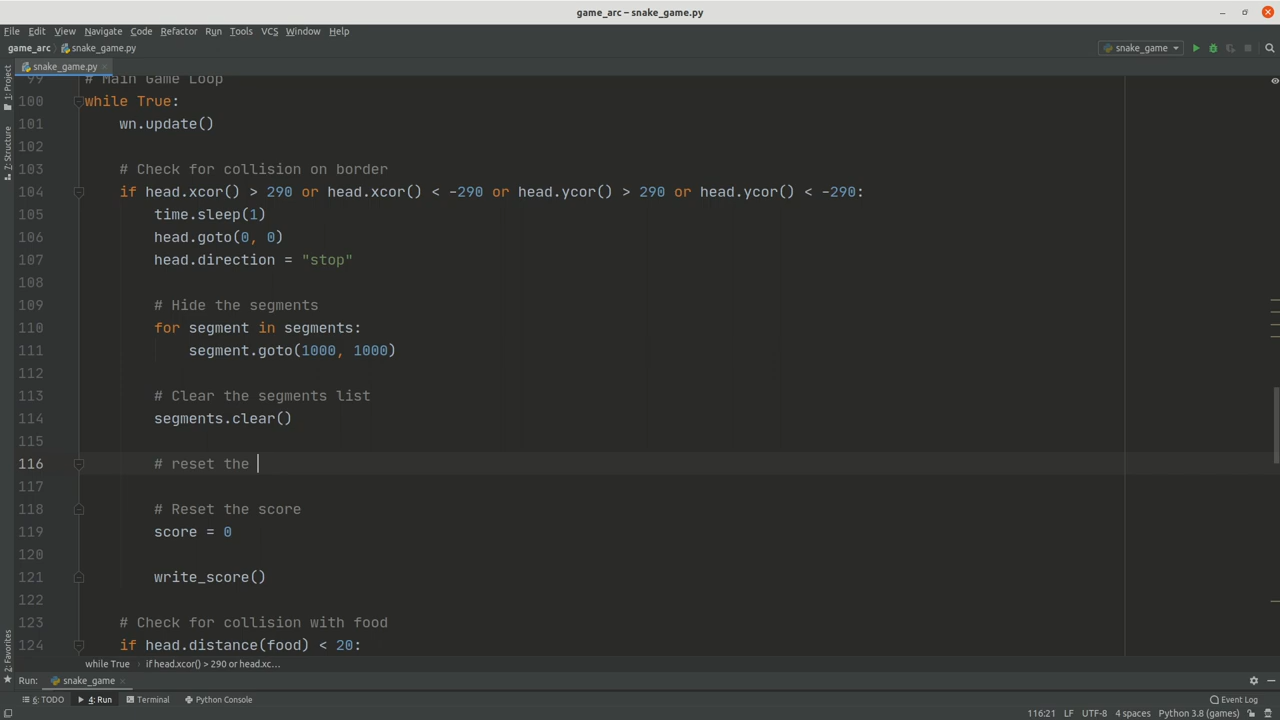 game_arc – snake_game.py
File Edit View Navigate Code Refactor Run Tools VCS Window Help
game_arc snake_game.py snake_game
snake_game.py
1: Project
7: Structure
2: Favorites
99 # Main Game Loop
100 while True:
101 wn.update()
102
103 # Check for collision on border
104 if head.xcor() > 290 or head.xcor() < -290 or head.ycor() > 290 or head.ycor() < -290:
105 time.sleep(1)
106 head.goto(0, 0)
107 head.direction = "stop"
108
109 # Hide the segments
110 for segment in segments:
111 segment.goto(1000, 1000)
112
113 # Clear the segments list
114 segments.clear()
115
116 # reset the
117
118 # Reset the score
119 score = 0
120
121 write_score()
122
123 # Check for collision with food
124 if head.distance(food) < 20:
while True if head.xcor() > 290 or head.xc...
Run: snake_game
6: TODO 4: Run Terminal Python Console Event Log
116:21 LF UTF-8 4 spaces Python 3.8 (games)